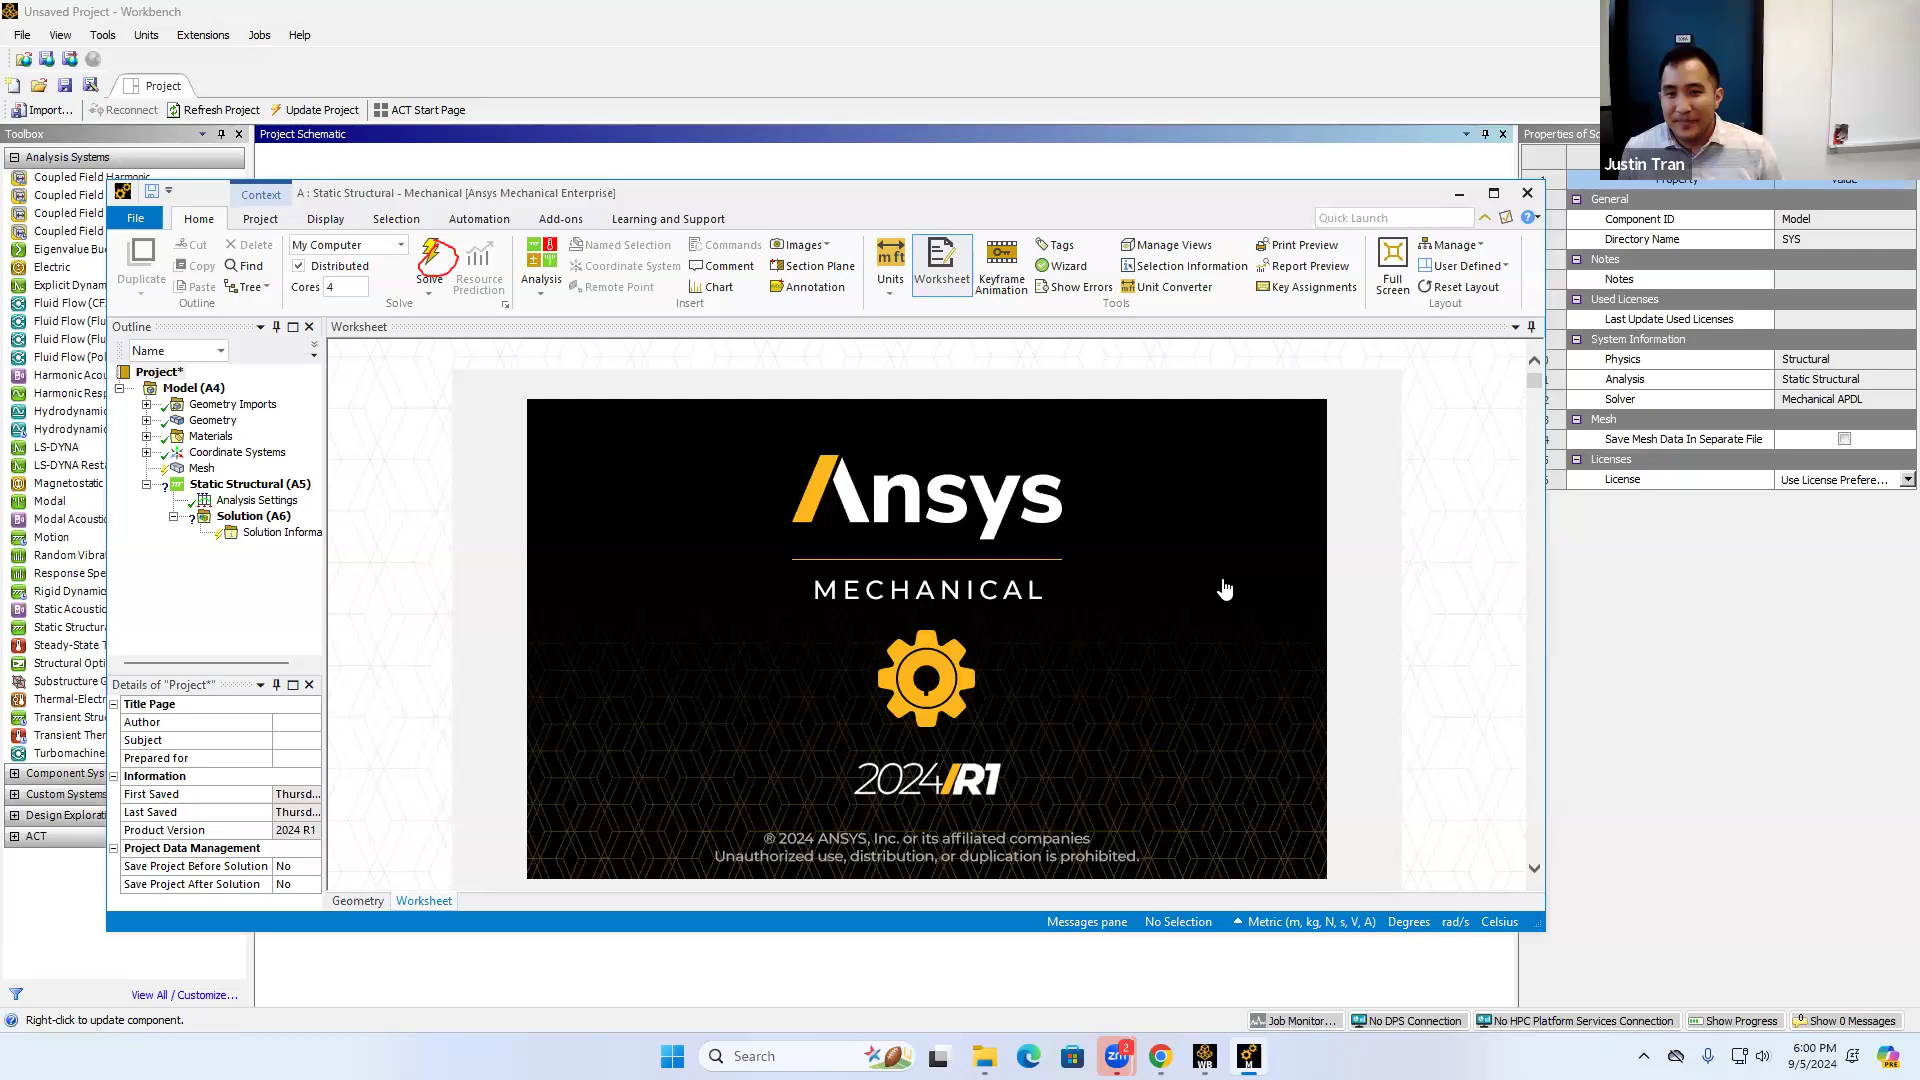 Unsaved Project - Workbench
File View Tools Units Extensions Jobs Help
Project
Import... Reconnect Refresh Project Update Project ACT Start Page
Toolbox
Analysis Systems
Coupled Field Harmonic
Coupled Field
Coupled Field
Coupled Field
Eigenvalue Buc
Electric
Explicit Dynam
Fluid Flow (CF
Fluid Flow (Flu
Fluid Flow (Flu
Fluid Flow (Pol
Harmonic Acou
Harmonic Resp
Hydrodynamic
Hydrodynamic
LS-DYNA
LS-DYNA Resta
Magnetostatic
Modal
Modal Acoustic
Motion
Random Vibrat
Response Spe
Rigid Dynamic
Static Acoustic
Static Structur
Steady-State T
Structural Opti
Substructure G
Thermal-Electr
Transient Struc
Transient Ther
Turbomachine
Component Sys
Custom Systems
Design Explorat
ACT
View All / Customize...
Project Schematic
A : Static Structural - Mechanical [Ansys Mechanical Enterprise]
Context
File Home Project Display Selection Automation Add-ons Learning and Support
Quick Launch
Duplicate
Cut Delete
Copy Find
Paste Tree
Outline
My Computer
Distributed
Cores 4
Solve
Resource Prediction
Solve
Analysis
Named Selection Commands Images
Coordinate System Comment Section Plane
Remote Point Chart Annotation
Insert
Units
m ft
Worksheet
Keyframe Animation
Tags Manage Views Print Preview
Wizard Selection Information Report Preview
Show Errors Unit Converter Key Assignments
Tools
Full Screen
Manage
User Defined
Reset Layout
Layout
Outline
Name
Project*
Model (A4)
Geometry Imports
Geometry
Materials
Coordinate Systems
Mesh
Static Structural (A5)
Analysis Settings
Solution (A6)
Solution Informa
Details of "Project*"
Title Page
Author
Subject
Prepared for
Information
First Saved Thursd...
Last Saved Thursd...
Product Version 2024 R1
Project Data Management
Save Project Before Solution No
Save Project After Solution No
Worksheet
Ansys
MECHANICAL
2024/R1
® 2024 ANSYS, Inc. or its affiliated companies
Unauthorized use, distribution, or duplication is prohibited.
Geometry Worksheet
Messages pane No Selection Metric (m, kg, N, s, V, A) Degrees rad/s Celsius
Properties of Sc
Justin Tran
General
Component ID Model
Directory Name SYS
Notes
Notes
Used Licenses
Last Update Used Licenses
System Information
Physics Structural
Analysis Static Structural
Solver Mechanical APDL
Mesh
Save Mesh Data In Separate File
Licenses
License Use License Prefere...
Right-click to update component.
Job Monitor... No DPS Connection No HPC Platform Services Connection Show Progress Show 0 Messages
Search
zm
2
WB
M
6:00 PM
9/5/2024
PRE